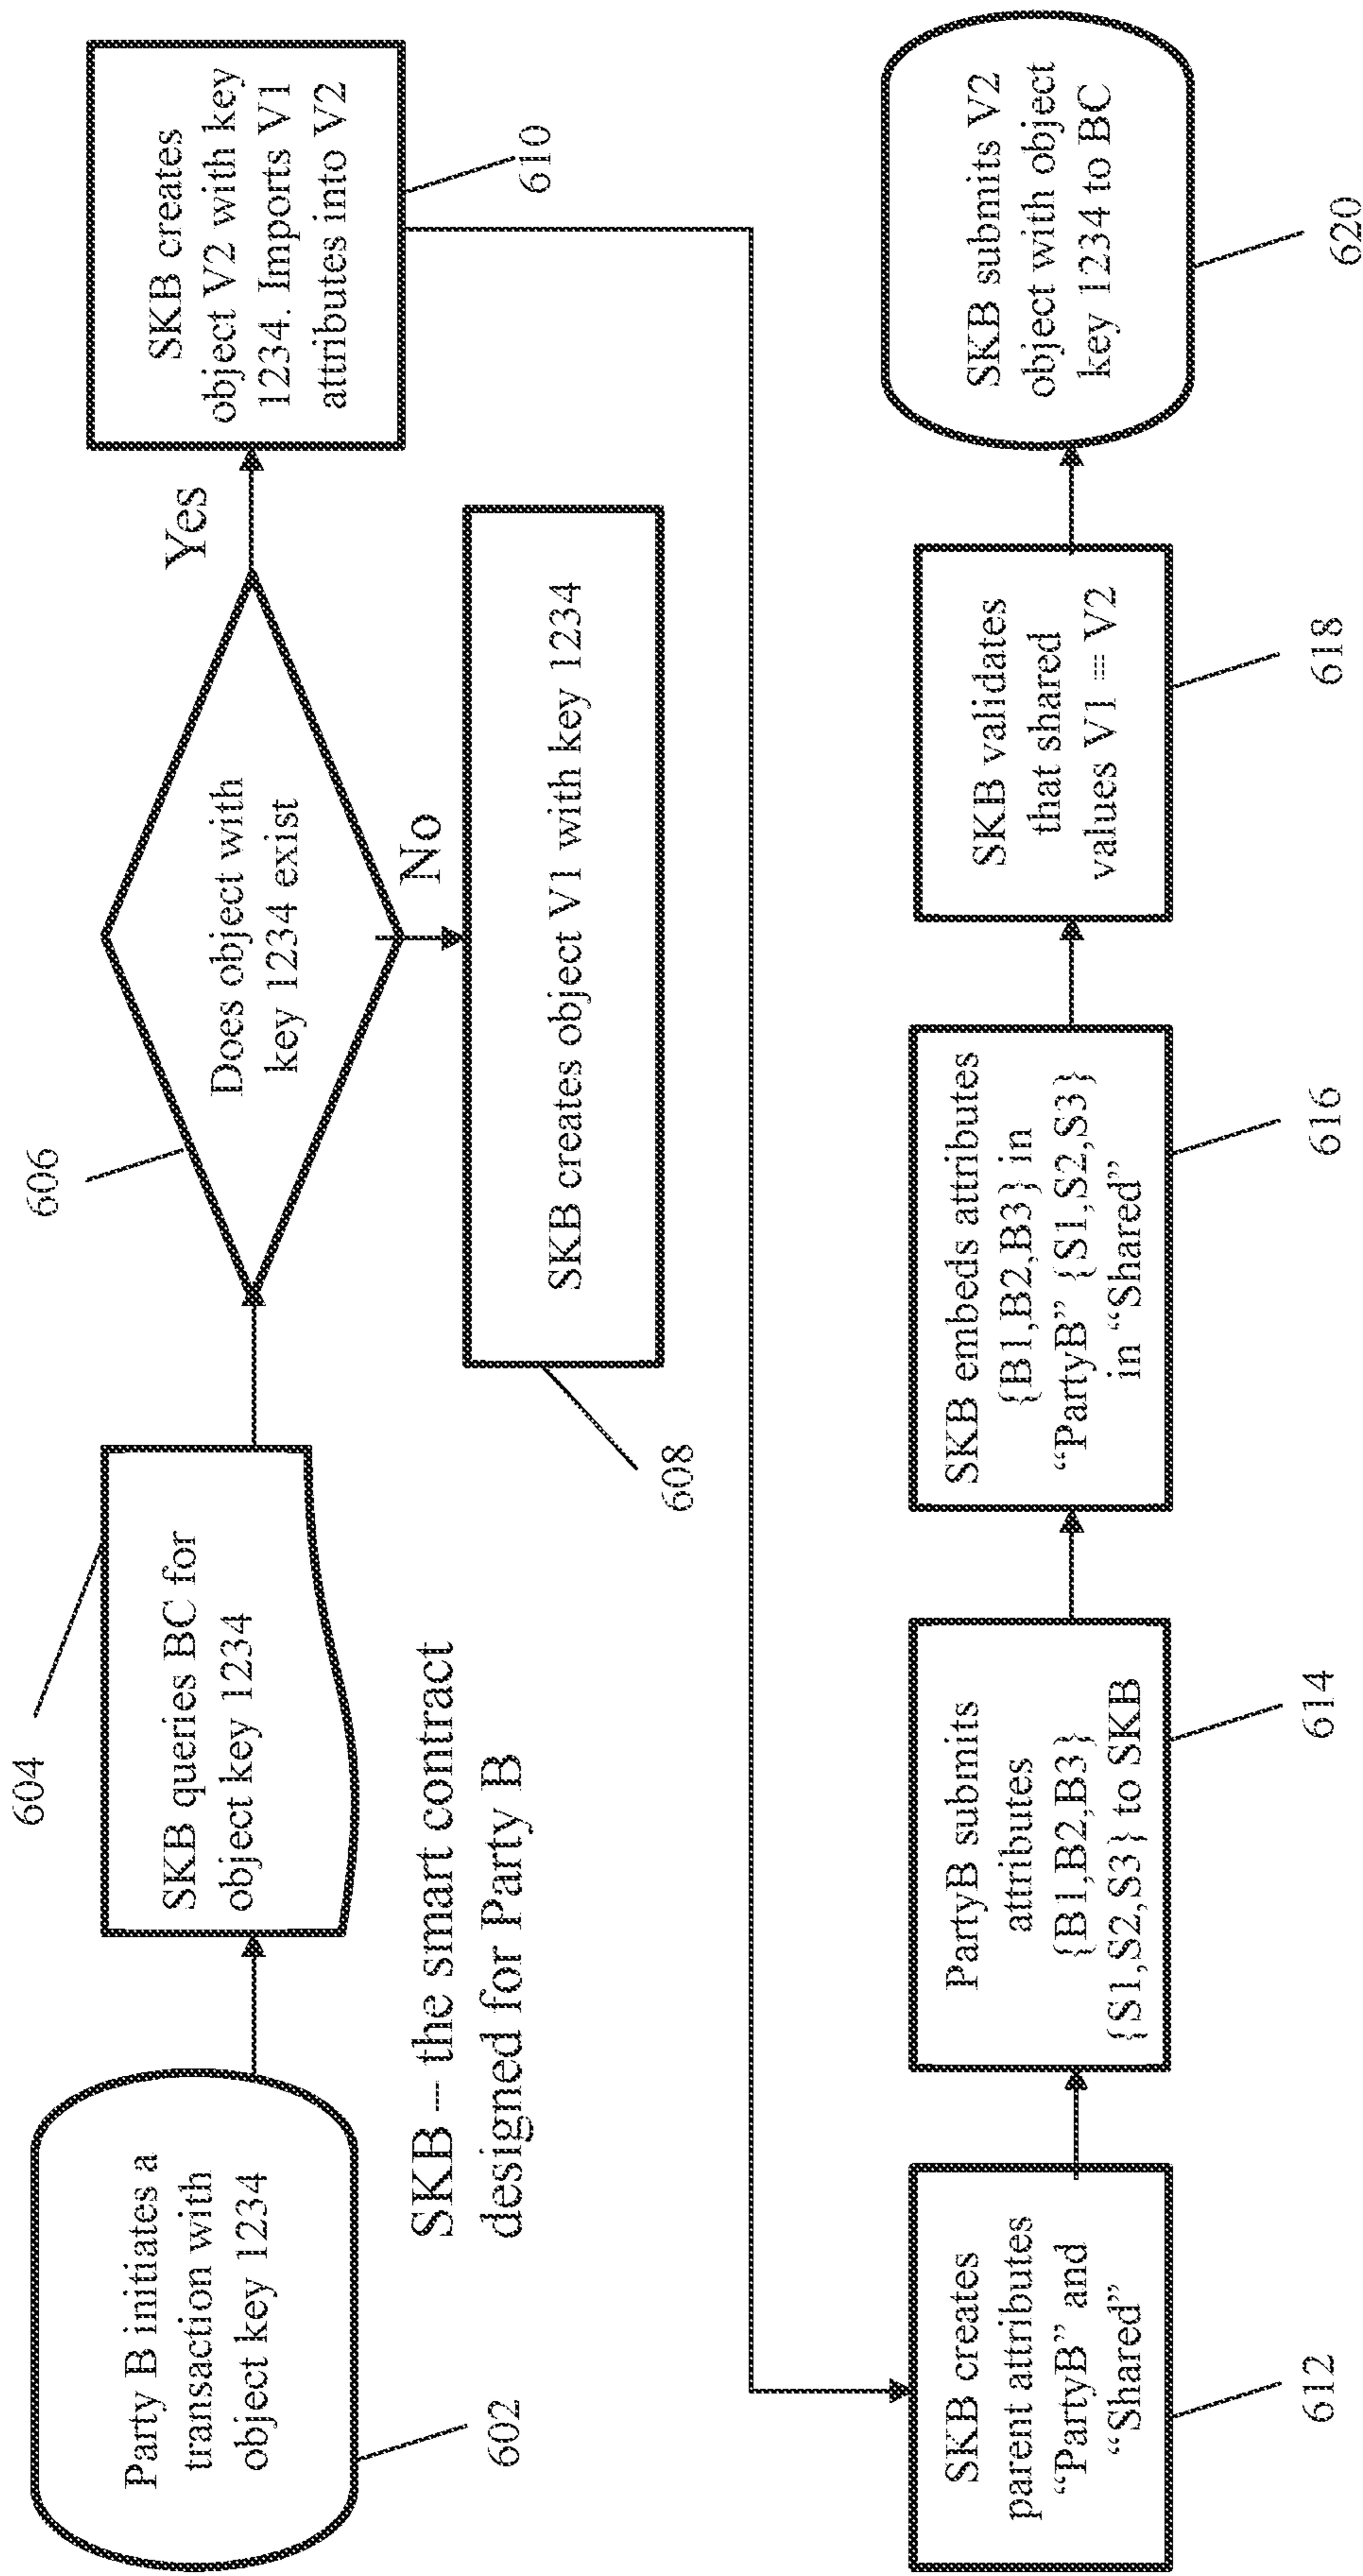 Party B initiates a
transaction with
object key 1234
602
SKB queries BC for
object key 1234
604
Does object with
key 1234 exist
606
Yes
No
SKB creates
object V2 with key
1234. Imports V1
attributes into V2
610
SKB creates object V1 with key 1234
608
SKB – the smart contract
designed for Party B
SKB creates
parent attributes
“PartyB” and
“Shared”
612
PartyB submits
attributes
{B1,B2,B3}
{S1,S2,S3} to SKB
614
SKB embeds attributes
{B1,B2,B3} in
“PartyB” {S1,S2,S3}
in “Shared”
616
SKB validates
that shared
values V1 = V2
618
SKB submits V2
object with object
key 1234 to BC
620